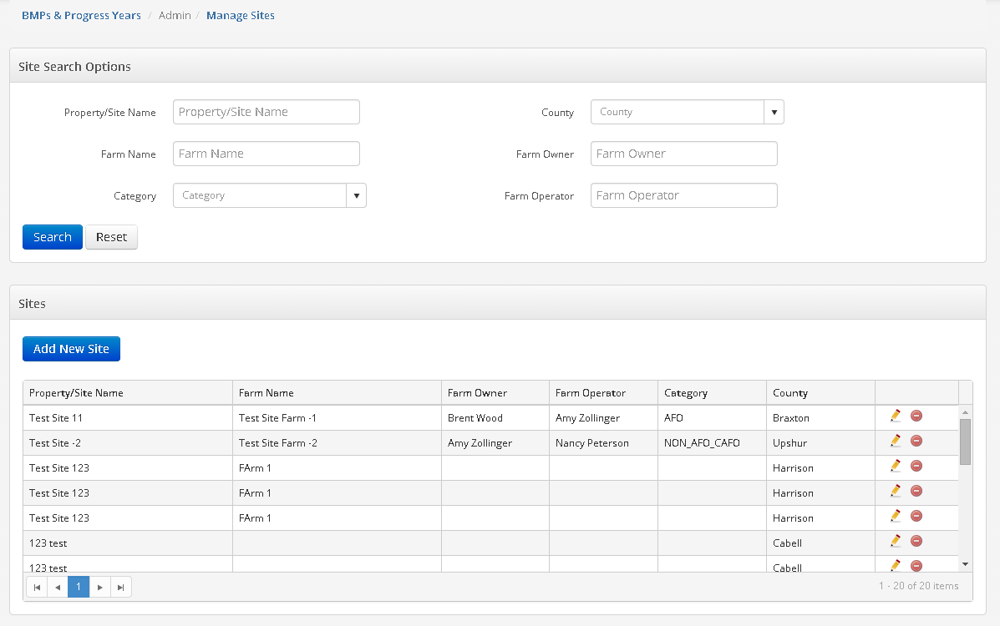 BMPs & Progress Years / Admin / Manage Sites
Site Search Options
Property/Site Name Property/Site Name County County
Farm Name Farm Name Farm Owner Farm Owner
Category Category Farm Operator Farm Operator
Search Reset
Sites
Add New Site
Property/Site Name Farm Name Farm Owner Farm Operator Category County
Test Site 11 Test Site Farm -1 Brent Wood Amy Zollinger AFO Braxton
Test Site -2 Test Site Farm -2 Amy Zollinger Nancy Peterson NON_AFO_CAFO Upshur
Test Site 123 FArm 1 Harrison
Test Site 123 FArm 1 Harrison
Test Site 123 FArm 1 Harrison
123 test Cabell
123 test Cabell
1 1 - 20 of 20 items